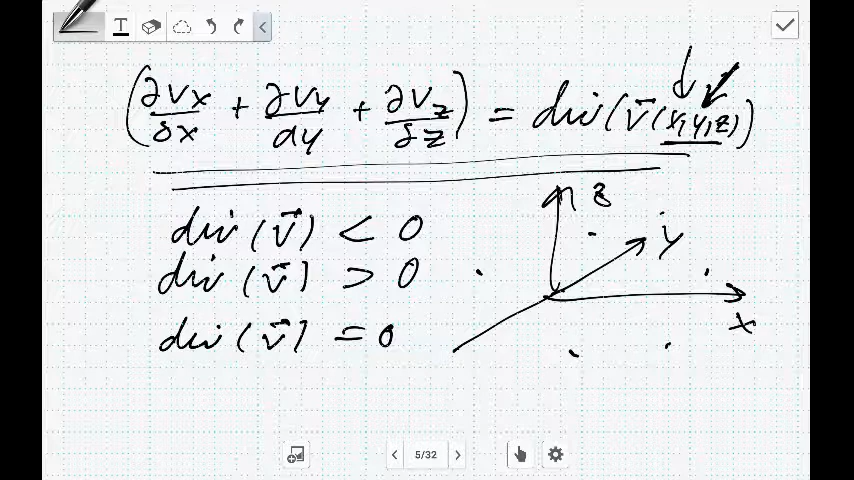 T
(∂Vx/∂x + ∂Vy/∂y + ∂Vz/∂z) = div(V⃗(x,y,z))
div(V⃗) < 0
z
y
div(V⃗) > 0
x
div(V⃗) = 0
5/32